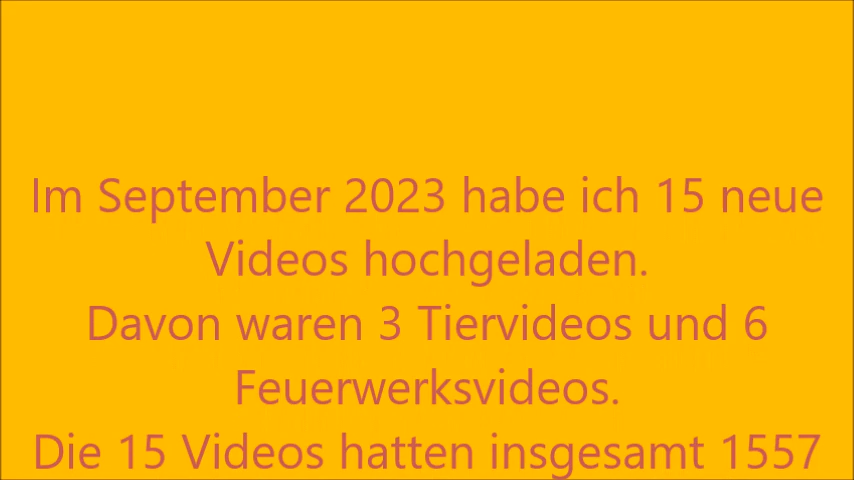 Im September 2023 habe ich 15 neue
Videos hochgeladen.
Davon waren 3 Tiervideos und 6
Feuerwerksvideos.
Die 15 Videos hatten insgesamt 1557